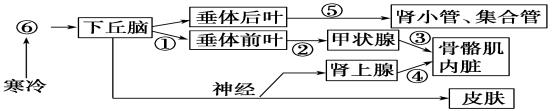 垂体后叶 ⑤ 肾小管、集合管
⑥ 下丘脑
① 垂体前叶 ② 甲状腺 ③ 骨骼肌
内脏
寒冷 肾上腺 ④
神经
皮肤